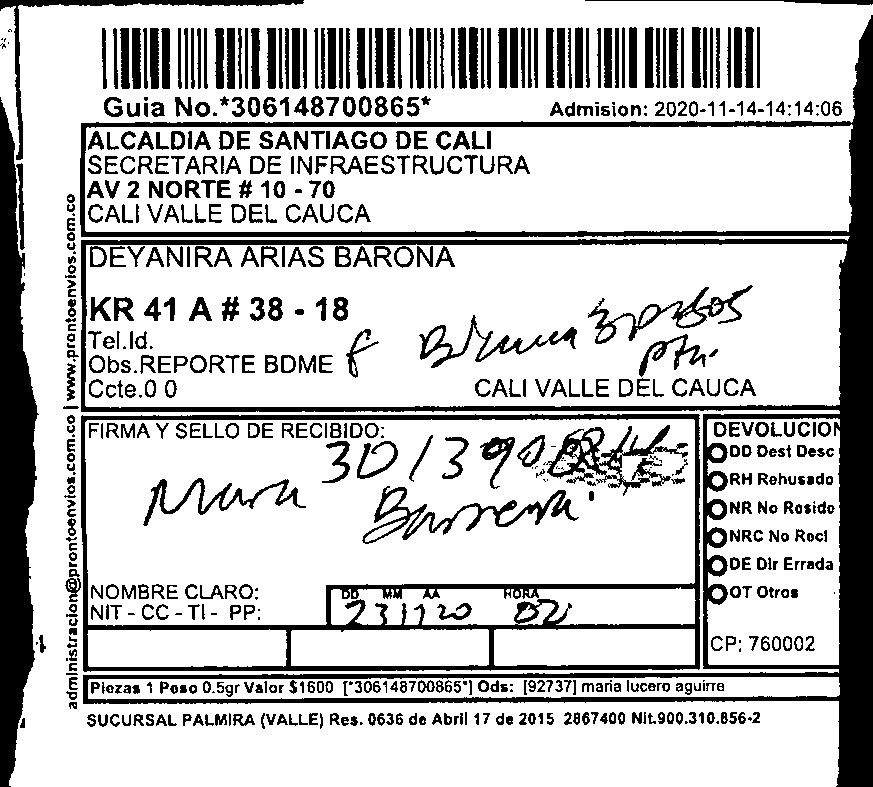 Guia No.*306148700865*
Admision: 2020-11-14-14:14:06
ALCALDIA DE SANTIAGO DE CALI
SECRETARIA DE INFRAESTRUCTURA
AV 2 NORTE # 10 - 70
CALI VALLE DEL CAUCA
DEYANIRA ARIAS BARONA
KR 41 A # 38 - 18
Tel.Id.
Obs.REPORTE BDME
Ccte.0 0
CALI VALLE DEL CAUCA
FIRMA Y SELLO DE RECIBIDO:
Barrera
NOMBRE CLARO:
NIT - CC - TI - PP:
DD MM AA HORA
23 11 20 02
DEVOLUCION
DD Dest Desc
RH Rehusado
NR No Reside
NRC No Recl
DE Dir Errada
OT Otros
CP: 760002
Piezas 1 Peso 0.5gr Valor $1600 [*306148700865*] Ods: [92737] maria lucero aguirre
SUCURSAL PALMIRA (VALLE) Res. 0636 de Abril 17 de 2015 2867400 Nit.900.310.856-2
administracion@prontoenvios.com.co | www.prontoenvios.com.co